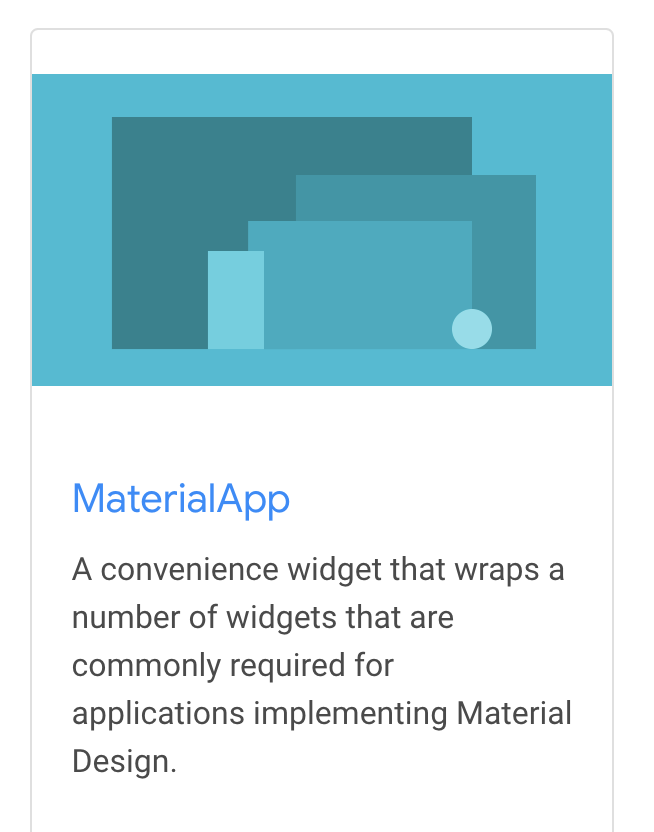 MaterialApp
A convenience widget that wraps a
number of widgets that are
commonly required for
applications implementing Material
Design.